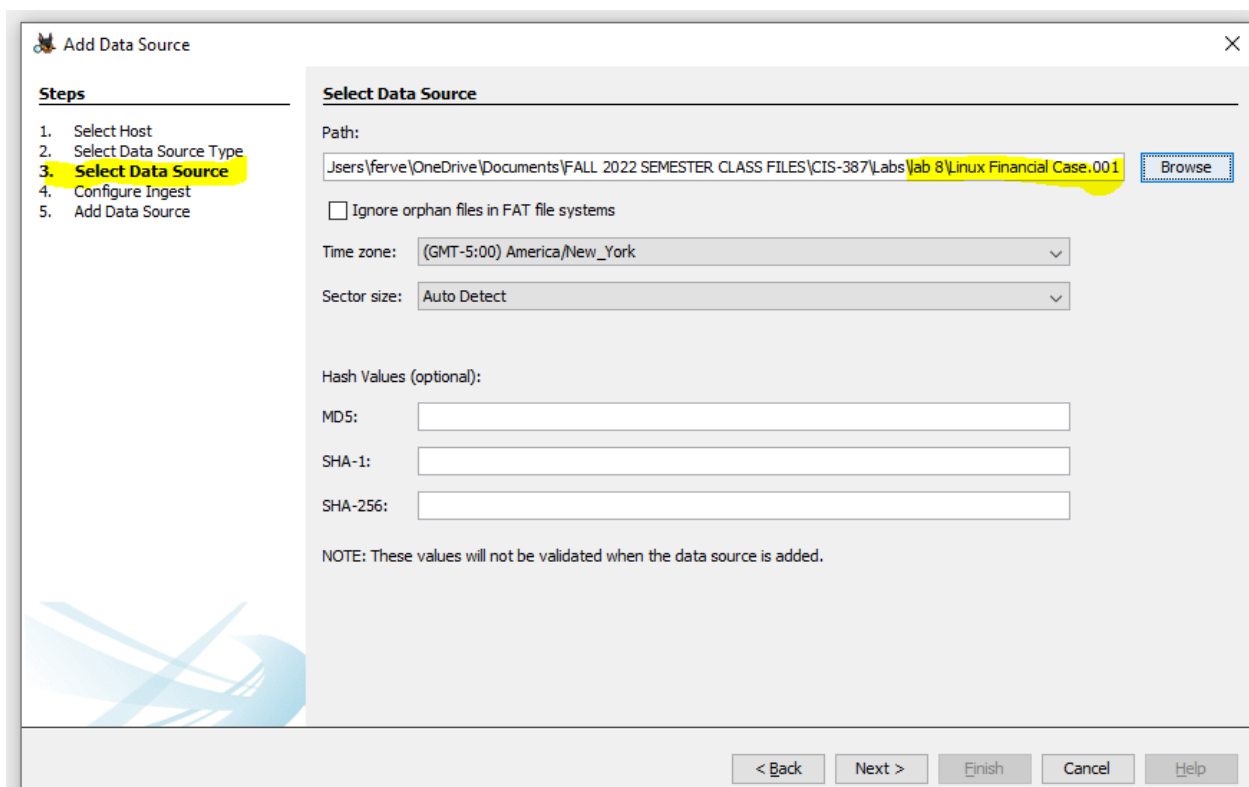 Add Data Source
Steps
1. Select Host
2. Select Data Source Type
3. Select Data Source
4. Configure Ingest
5. Add Data Source
Select Data Source
Path:
Jsers\ferve\OneDrive\Documents\FALL 2022 SEMESTER CLASS FILES\CIS-387\Labs\lab 8\Linux Financial Case.001
Browse
Ignore orphan files in FAT file systems
Time zone: (GMT-5:00) America/New_York
Sector size: Auto Detect
Hash Values (optional):
MD5:
SHA-1:
SHA-256:
NOTE: These values will not be validated when the data source is added.
< Back Next > Finish Cancel Help